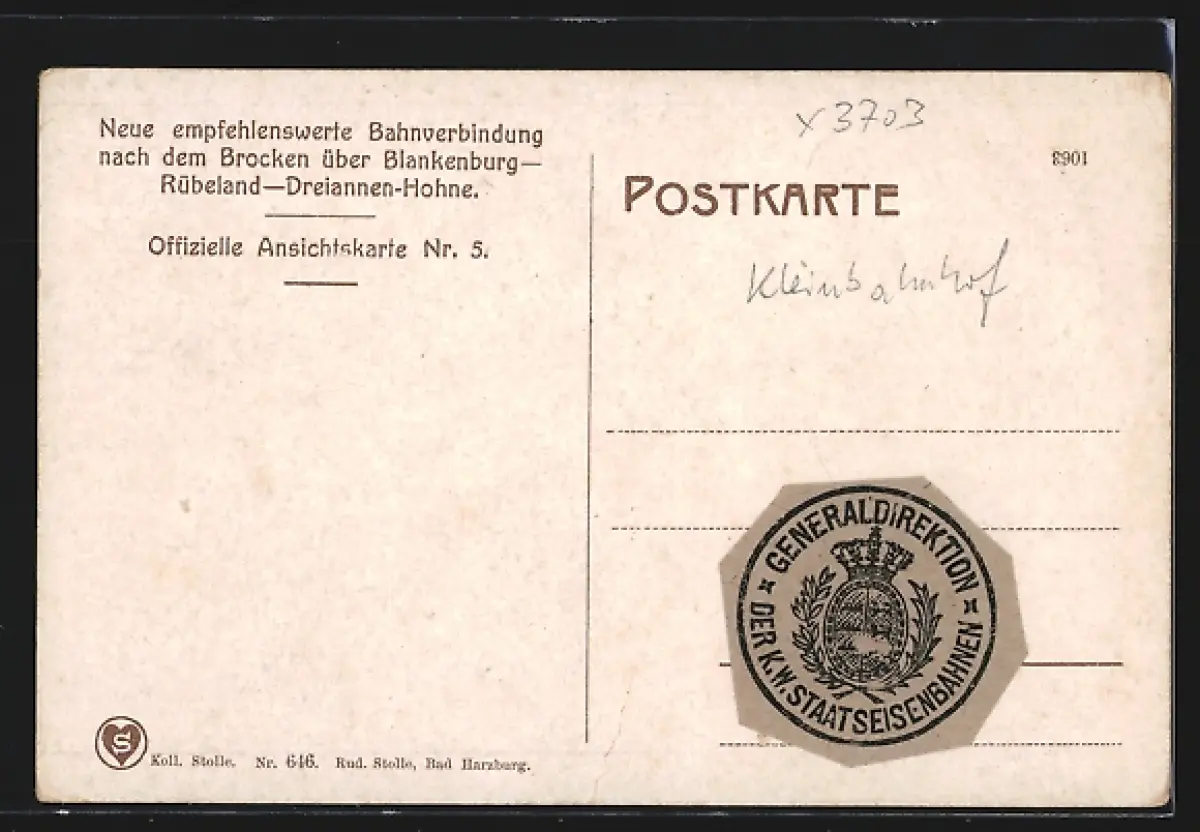 Neue empfehlenswerte Bahnverbindung
nach dem Brocken über Blankenburg—
Rübeland—Dreiannen-Hohne.
Offizielle Ansichtskarte Nr. 5.
x 3703
8901
POSTKARTE
Kleinbahnhof
GENERALDIREKTION
DER K.W. STAATSEISENBAHNEN
S
Koll. Stolle. Nr. 646. Rud. Stolle, Bad Harzburg.